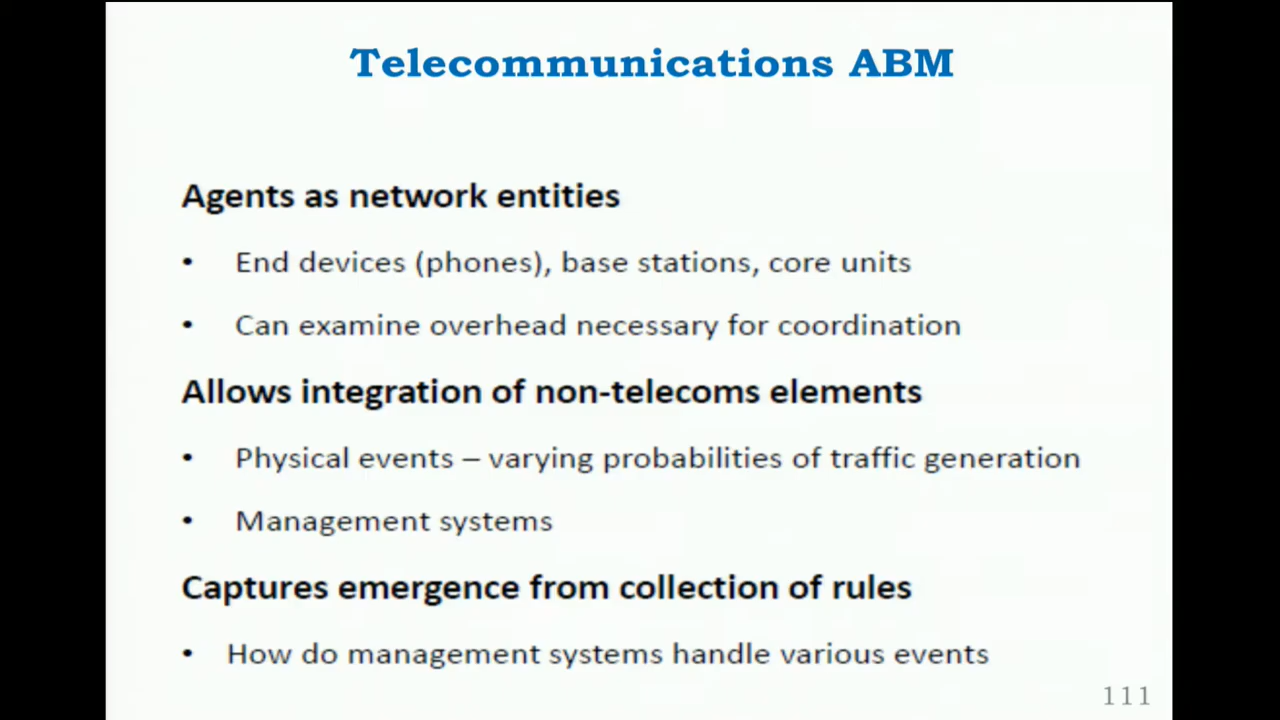 Telecommunications ABM
Agents as network entities
• End devices (phones), base stations, core units
• Can examine overhead necessary for coordination
Allows integration of non-telecoms elements
• Physical events – varying probabilities of traffic generation
• Management systems
Captures emergence from collection of rules
• How do management systems handle various events
111